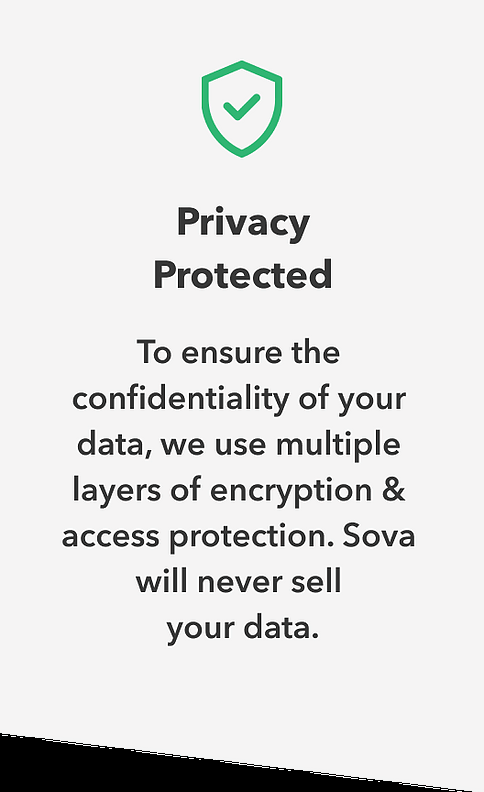 Privacy
Protected
To ensure the
confidentiality of your
data, we use multiple
layers of encryption &
access protection. Sova
will never sell
your data.